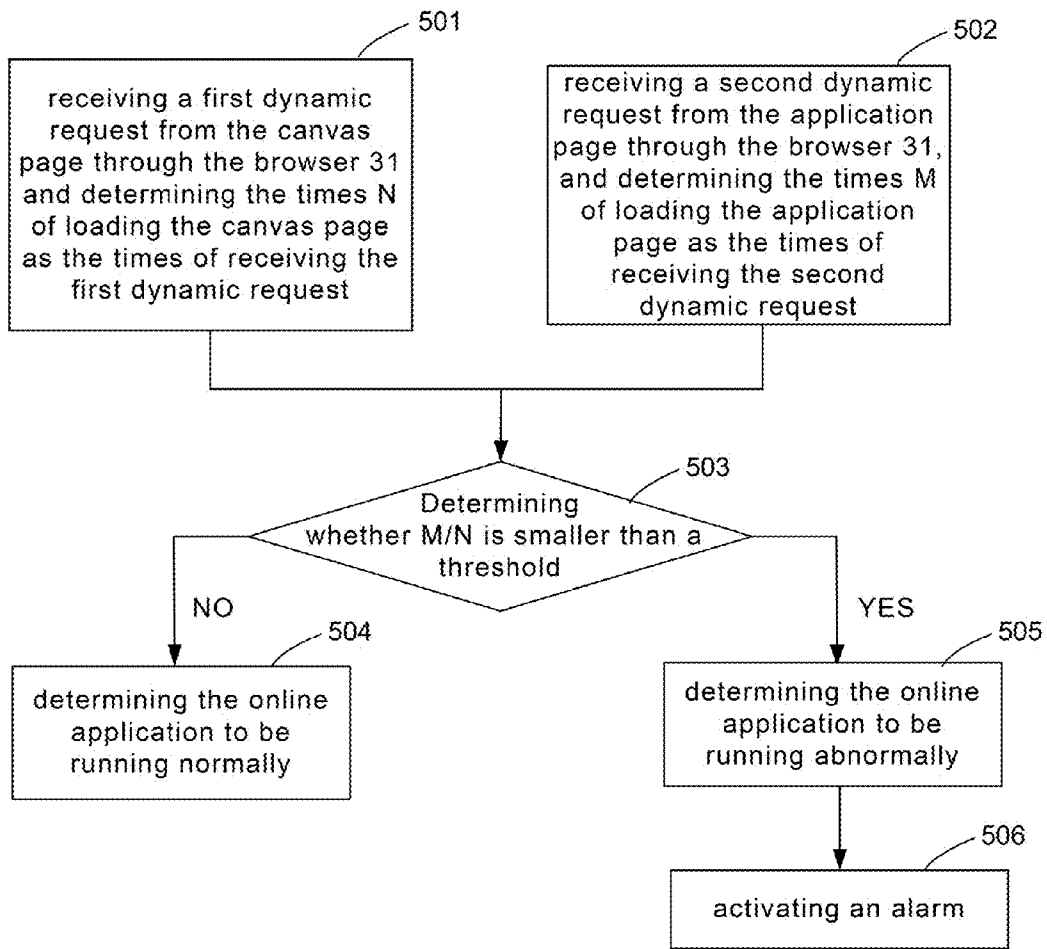 501
receiving a first dynamic
request from the canvas
page through the browser 31
and determining the times N
of loading the canvas page
as the times of receiving the
first dynamic request
502
receiving a second dynamic
request from the application
page through the browser 31,
and determining the times M
of loading the application
page as the times of
receiving the second
dynamic request
503
Determining
whether M/N is smaller than a
threshold
NO
YES
504
determining the online
application to be
running normally
505
determining the online
application to be
running abnormally
506
activating an alarm